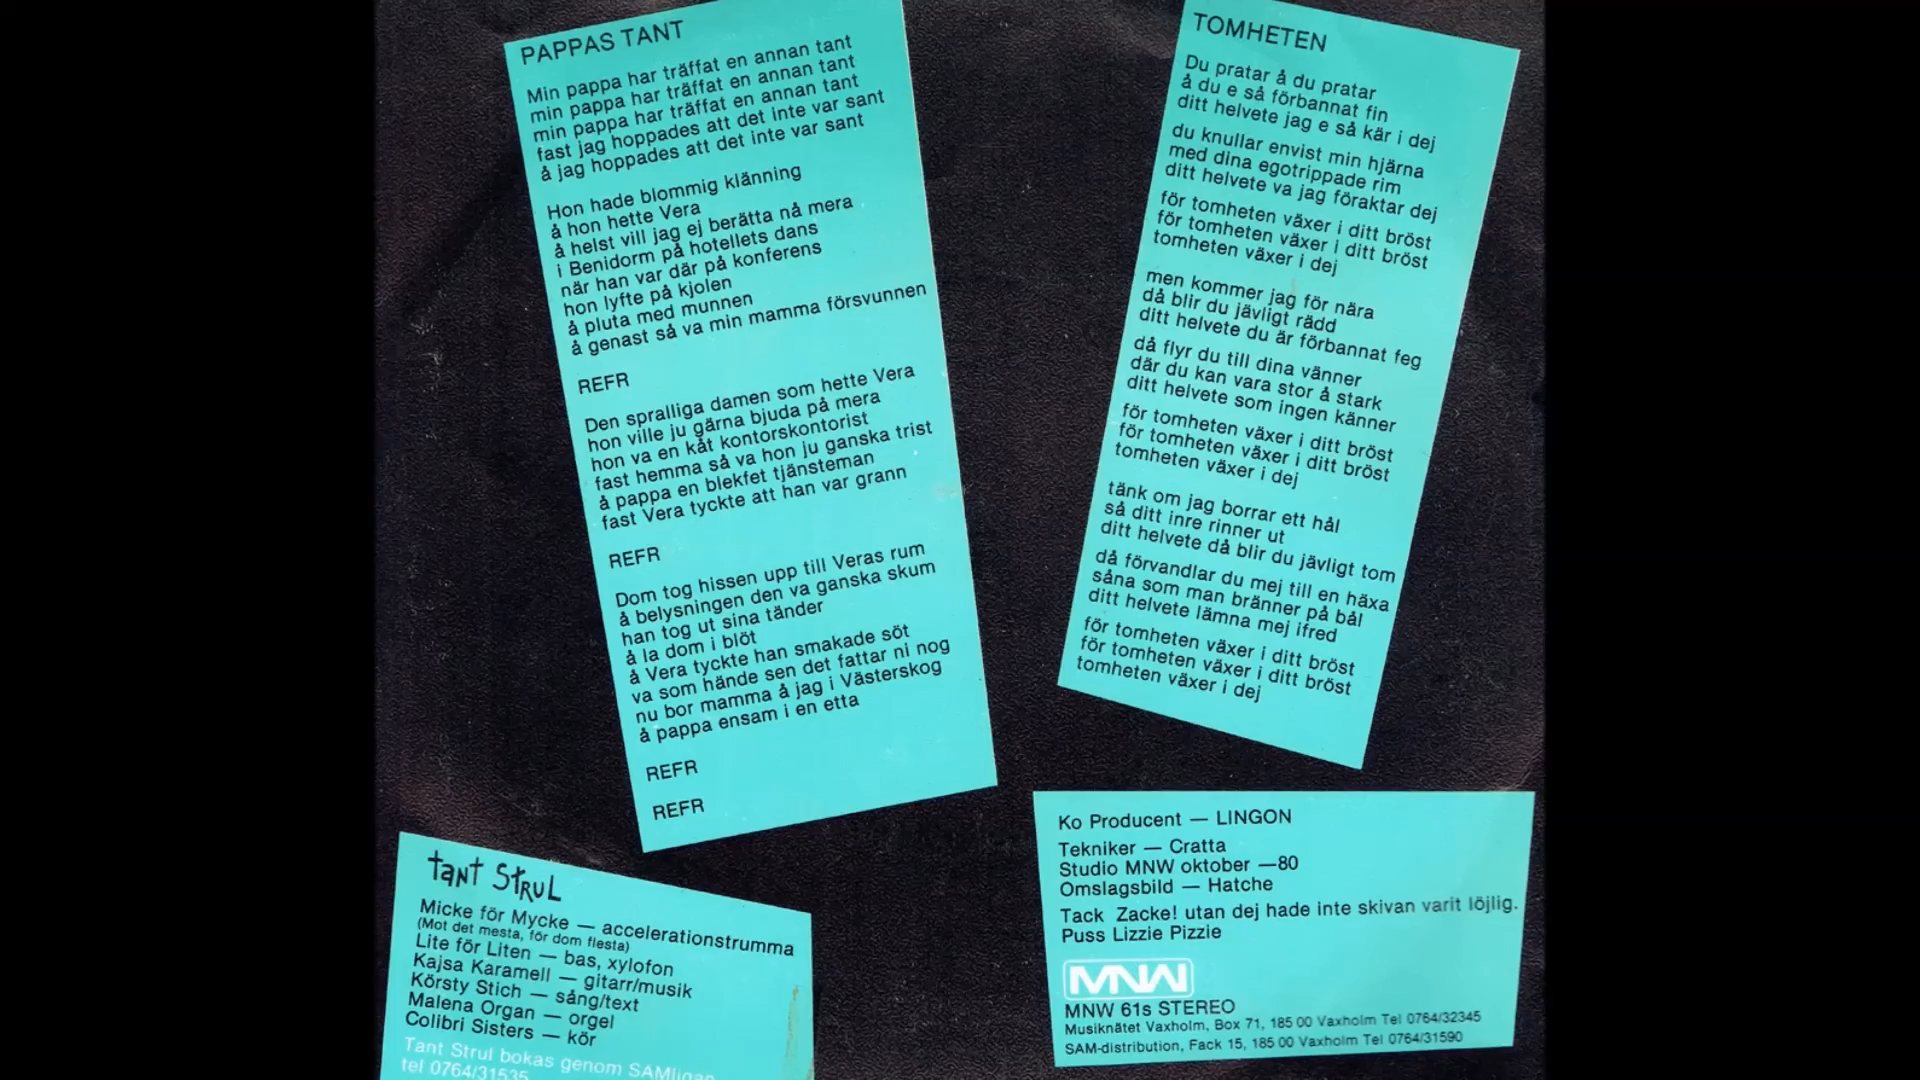 PAPPAS TANT
Min pappa har träffat en annan tant
min pappa har träffat en annan tant
min pappa har träffat en annan tant
fast jag hoppades att det inte var sant
å jag hoppades att det inte var sant
Hon hade blommig klänning
å hon hette Vera
å helst vill jag ej berätta nå mera
i Benidorm på hotellets dans
när han var där på konferens
hon lyfte på kjolen
å pluta med munnen
å genast så va min mamma försvunnen
REFR
Den spralliga damen som hette Vera
hon ville ju gärna bjuda på mera
hon va en kåt kontorskontorist
fast hemma så va hon ju ganska trist
å pappa en blekfet tjänsteman
fast Vera tyckte att han var grann
REFR
Dom tog hissen upp till Veras rum
å belysningen den va ganska skum
han tog ut sina tänder
å la dom i blöt
å Vera tyckte han smakade söt
va som hände sen det fattar ni nog
nu bor mamma å jag i Västerskog
å pappa ensam i en etta
REFR
REFR
TOMHETEN
Du pratar å du pratar
å du e så förbannat fin
ditt helvete jag e så kär i dej
du knullar envist min hjärna
med dina egotrippade rim
ditt helvete va jag föraktar dej
för tomheten växer i ditt bröst
för tomheten växer i ditt bröst
tomheten växer i dej
men kommer jag för nära
då blir du jävligt rädd
ditt helvete du är förbannat feg
då flyr du till dina vänner
där du kan vara stor å stark
ditt helvete som ingen känner
för tomheten växer i ditt bröst
för tomheten växer i ditt bröst
tomheten växer i dej
tänk om jag borrar ett hål
så ditt inre rinner ut
ditt helvete då blir du jävligt tom
då förvandlar du mej till en häxa
såna som man bränner på bål
ditt helvete lämna mej ifred
för tomheten växer i ditt bröst
för tomheten växer i ditt bröst
tomheten växer i dej
tant Strul
Micke för Mycke — accelerationstrumma
(Mot det mesta, för dom flesta)
Lite för Liten — bas, xylofon
Kajsa Karamell — gitarr/musik
Körsty Stich — sång/text
Malena Organ — orgel
Colibri Sisters — kör
Tant Strul bokas genom SAMligan
tel 0764/31535
Ko Producent — LINGON
Tekniker — Cratta
Studio MNW oktober —80
Omslagsbild — Hatche
Tack Zacke! utan dej hade inte skivan varit löjlig.
Puss Lizzie Pizzie
MNW
MNW 61s STEREO
Musiknätet Vaxholm, Box 71, 185 00 Vaxholm Tel 0764/32345
SAM-distribution, Fack 15, 185 00 Vaxholm Tel 0764/31590